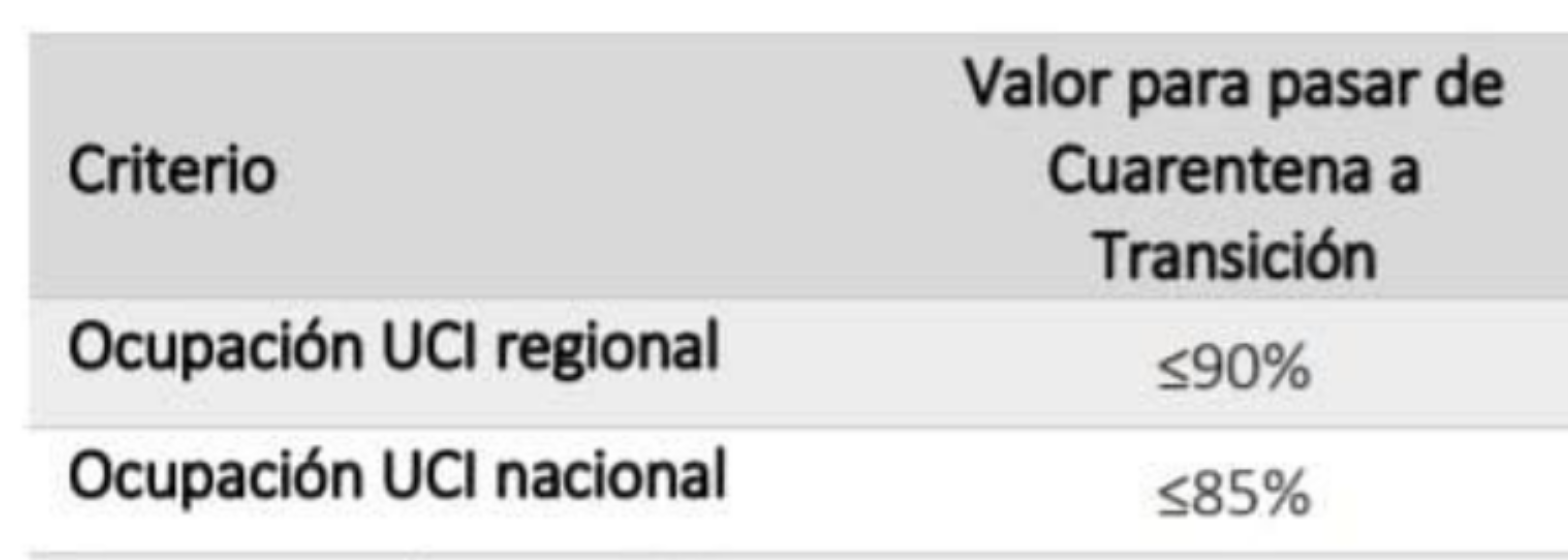 Criterio
Valor para pasar de
Cuarentena a
Transición
Ocupación UCI regional
≤90%
Ocupación UCI nacional
≤85%